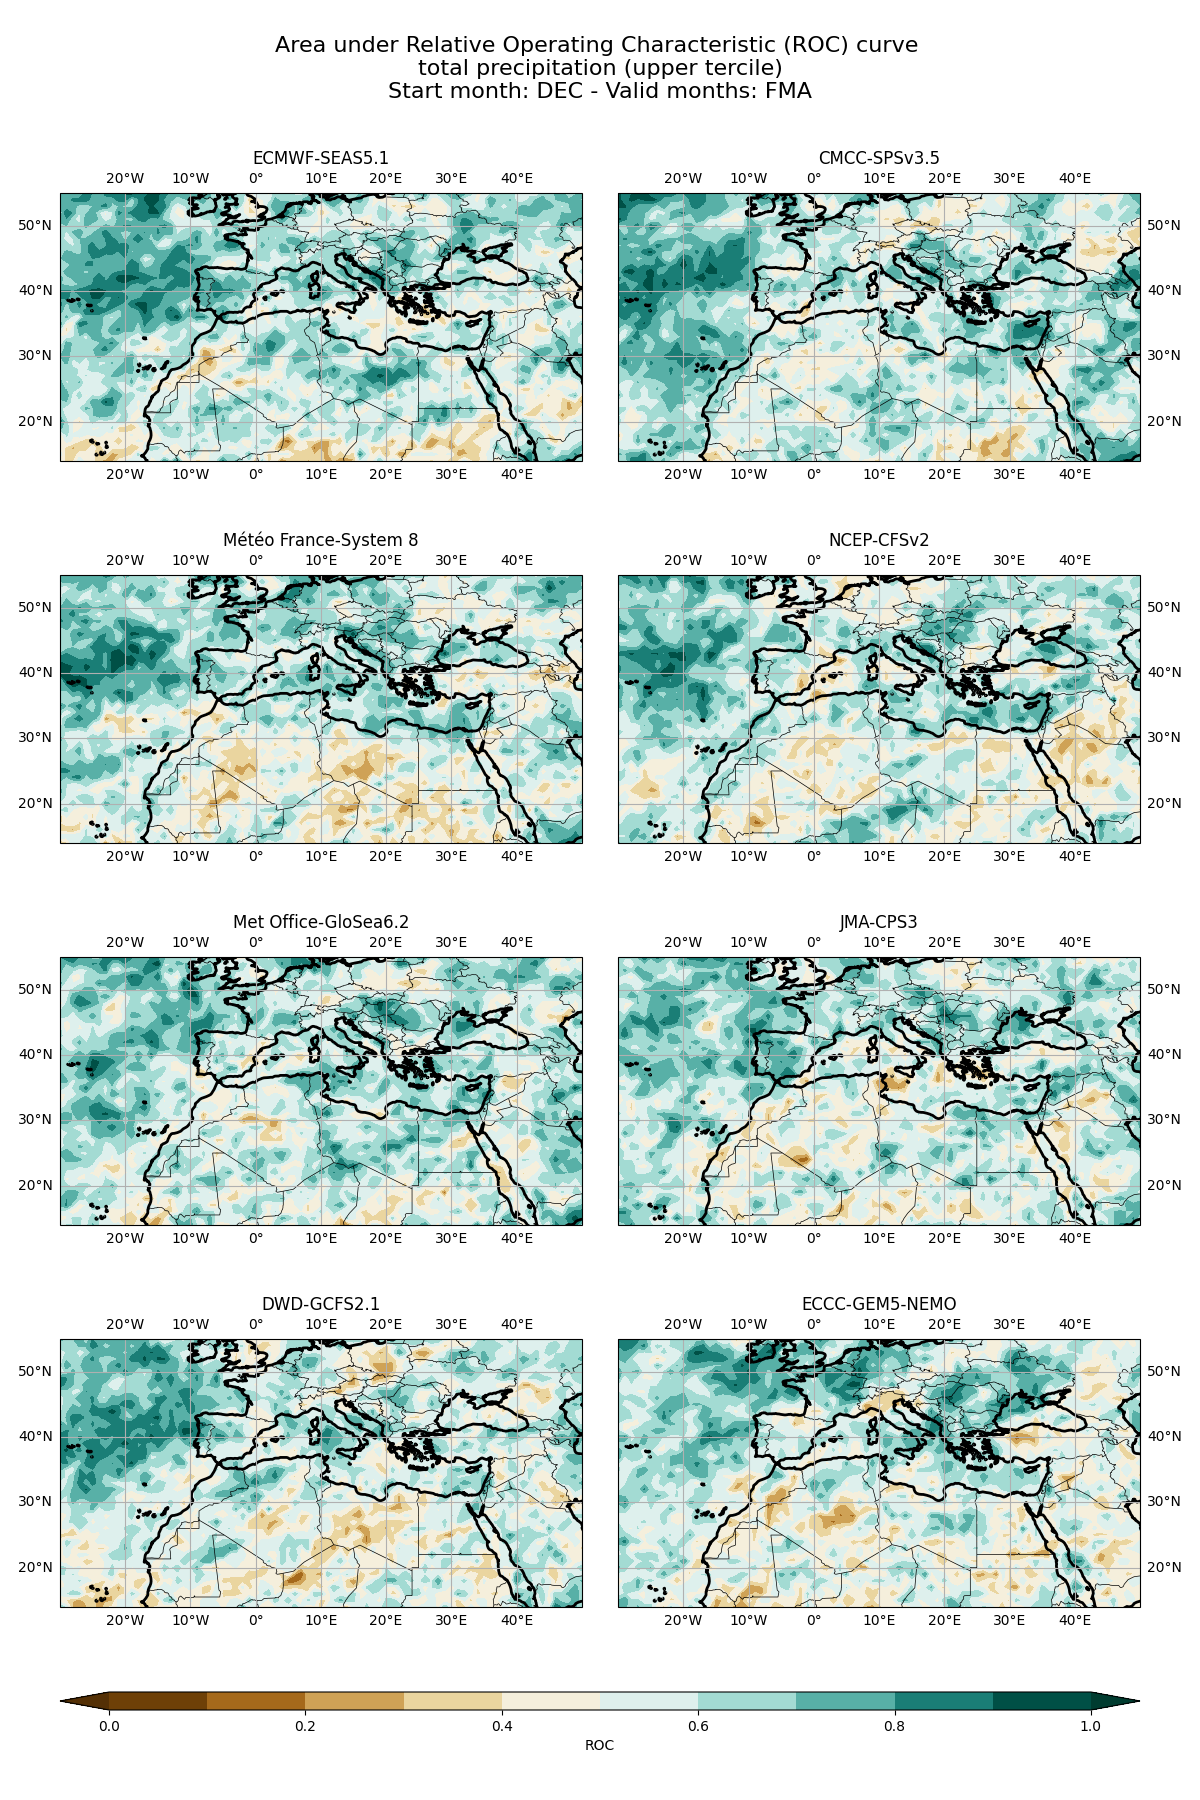 Area under Relative Operating Characteristic (ROC) curve
total precipitation (upper tercile)
Start month: DEC - Valid months: FMA
ECMWF-SEAS5.1
20°W 10°W 0° 10°E 20°E 30°E 40°E
50°N
40°N
30°N
20°N
20°W 10°W 0° 10°E 20°E 30°E 40°E
CMCC-SPSv3.5
20°W 10°W 0° 10°E 20°E 30°E 40°E
50°N
40°N
30°N
20°N
20°W 10°W 0° 10°E 20°E 30°E 40°E
Météo France-System 8
20°W 10°W 0° 10°E 20°E 30°E 40°E
50°N
40°N
30°N
20°N
20°W 10°W 0° 10°E 20°E 30°E 40°E
NCEP-CFSv2
20°W 10°W 0° 10°E 20°E 30°E 40°E
50°N
40°N
30°N
20°N
20°W 10°W 0° 10°E 20°E 30°E 40°E
Met Office-GloSea6.2
20°W 10°W 0° 10°E 20°E 30°E 40°E
50°N
40°N
30°N
20°N
20°W 10°W 0° 10°E 20°E 30°E 40°E
JMA-CPS3
20°W 10°W 0° 10°E 20°E 30°E 40°E
50°N
40°N
30°N
20°N
20°W 10°W 0° 10°E 20°E 30°E 40°E
DWD-GCFS2.1
20°W 10°W 0° 10°E 20°E 30°E 40°E
50°N
40°N
30°N
20°N
20°W 10°W 0° 10°E 20°E 30°E 40°E
ECCC-GEM5-NEMO
20°W 10°W 0° 10°E 20°E 30°E 40°E
50°N
40°N
30°N
20°N
20°W 10°W 0° 10°E 20°E 30°E 40°E
0.0 0.2 0.4 0.6 0.8 1.0
ROC